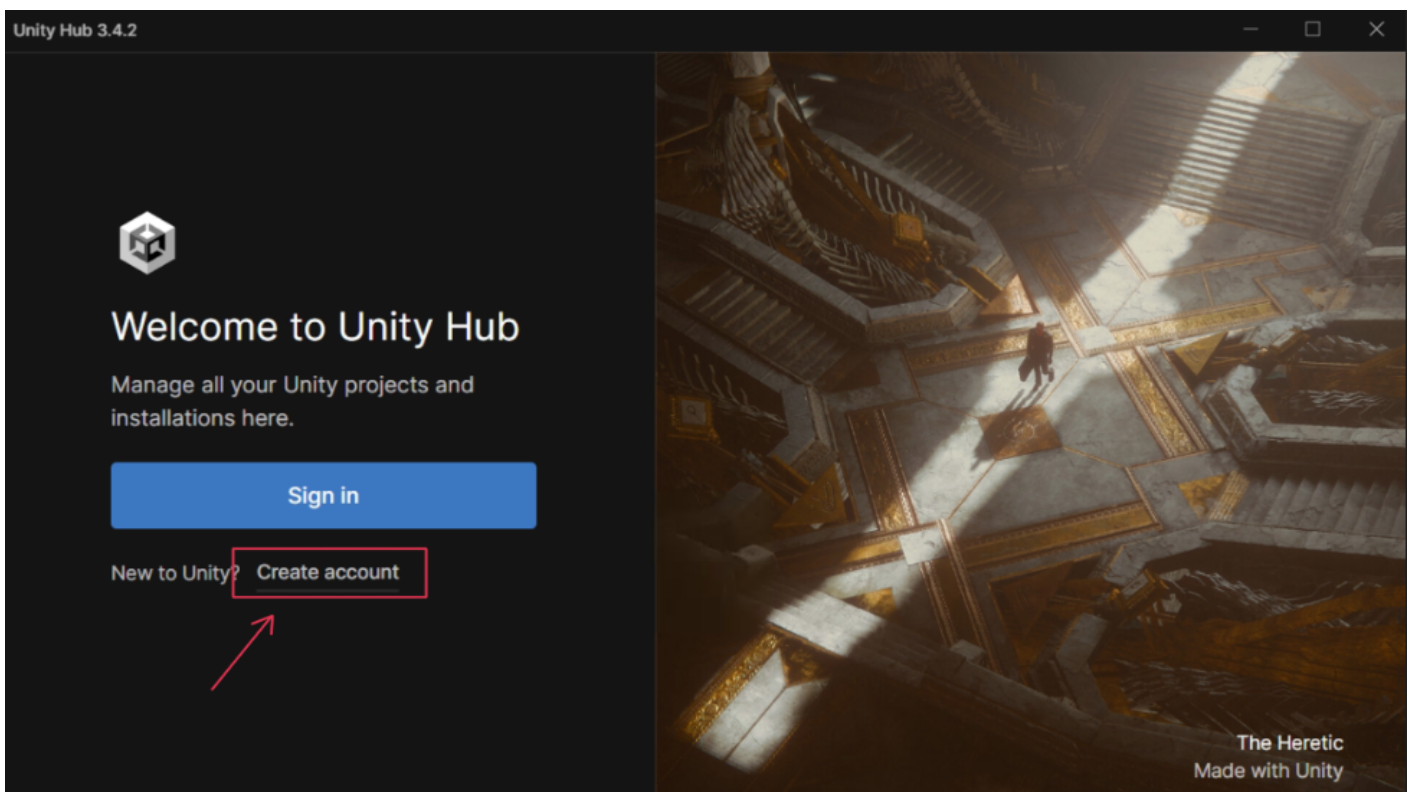 Unity Hub 3.4.2
Welcome to Unity Hub
Manage all your Unity projects and
installations here.
Sign in
New to Unity? Create account
The Heretic
Made with Unity